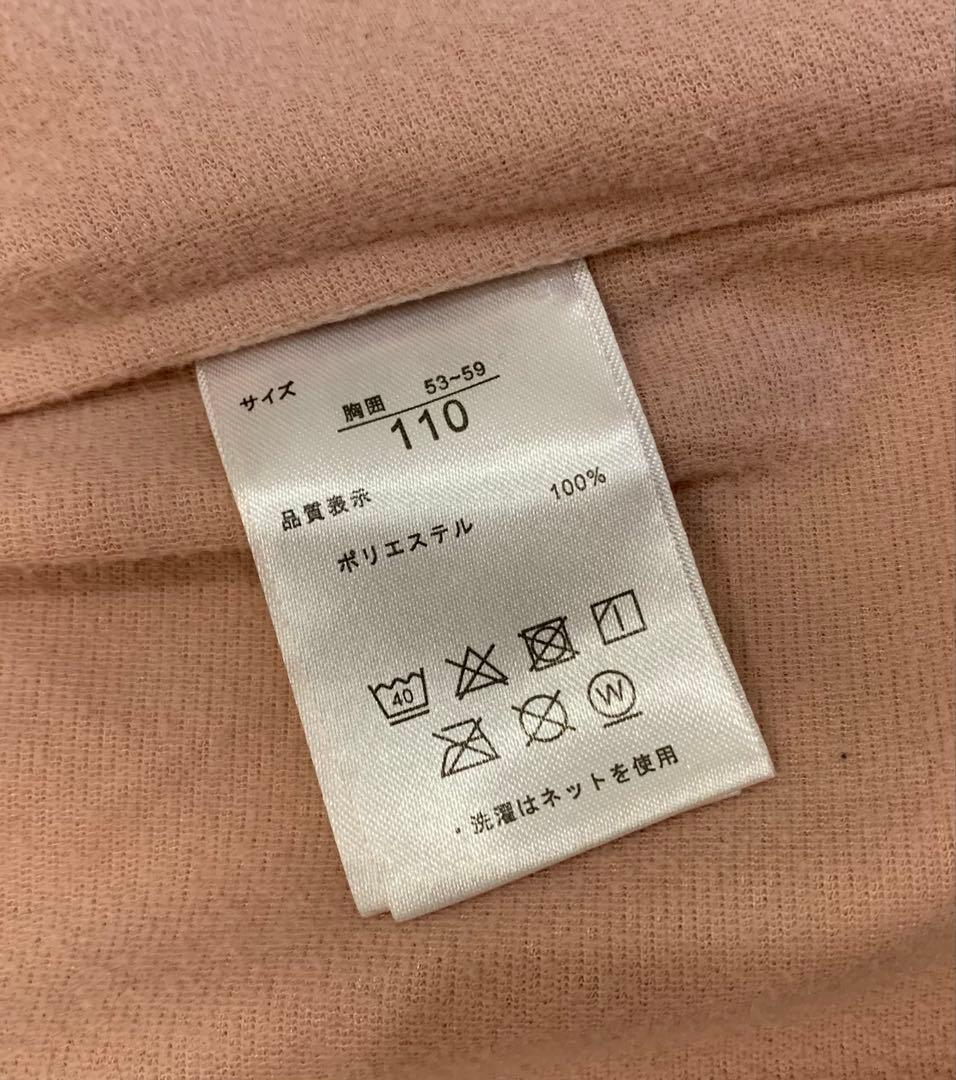 サイズ
胸囲 53~59
110
品質表示
ポリエステル 100%
40
W
・洗濯はネットを使用